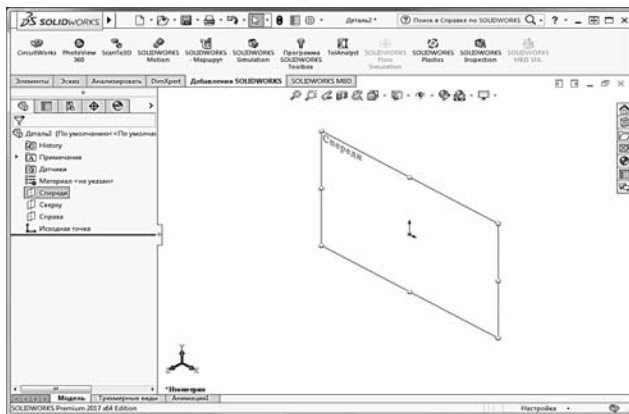 SOLIDWORKS
Деталь2 *
Поиск в Справке по SOLIDWORKS
CircuitWorks
PhotoView 360
ScanTo3D
SOLIDWORKS Motion
SOLIDWORKS - Маршрут
SOLIDWORKS Simulation
Программа SOLIDWORKS Toolbox
TolAnalyst
SOLIDWORKS Flow Simulation
SOLIDWORKS Plastics
SOLIDWORKS Inspection
SOLIDWORKS MBD SNL
Элементы
Эскиз
Анализировать
DimXpert
Добавления SOLIDWORKS
SOLIDWORKS MBD
Деталь2 (По умолчанию<<По умолчан
History
Примечания
Датчики
Материал <не указан>
Спереди
Сверху
Справа
Исходная точка
Спереди
Y
X
Z
*Изометрия
Модель
Трехмерные виды
Анимация1
SOLIDWORKS Premium 2017 x64 Edition
Настройка